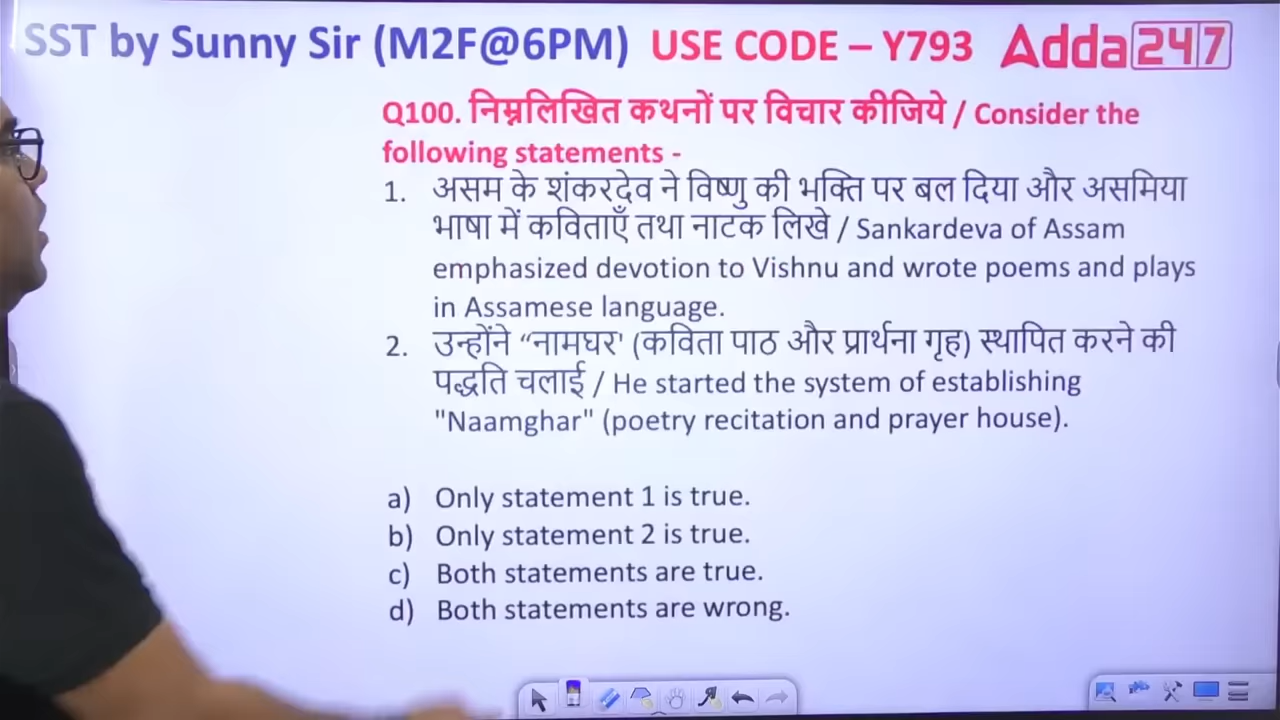 SST by Sunny Sir (M2F@6PM) USE CODE – Y793 Adda247
Q100. निम्नलिखित कथनों पर विचार कीजिये / Consider the
following statements -
1. असम के शंकरदेव ने विष्णु की भक्ति पर बल दिया और असमिया
भाषा में कविताएँ तथा नाटक लिखे / Sankardeva of Assam
emphasized devotion to Vishnu and wrote poems and plays
in Assamese language.
2. उन्होंने “नामघर' (कविता पाठ और प्रार्थना गृह) स्थापित करने की
पद्धति चलाई / He started the system of establishing
"Naamghar" (poetry recitation and prayer house).
a) Only statement 1 is true.
b) Only statement 2 is true.
c) Both statements are true.
d) Both statements are wrong.